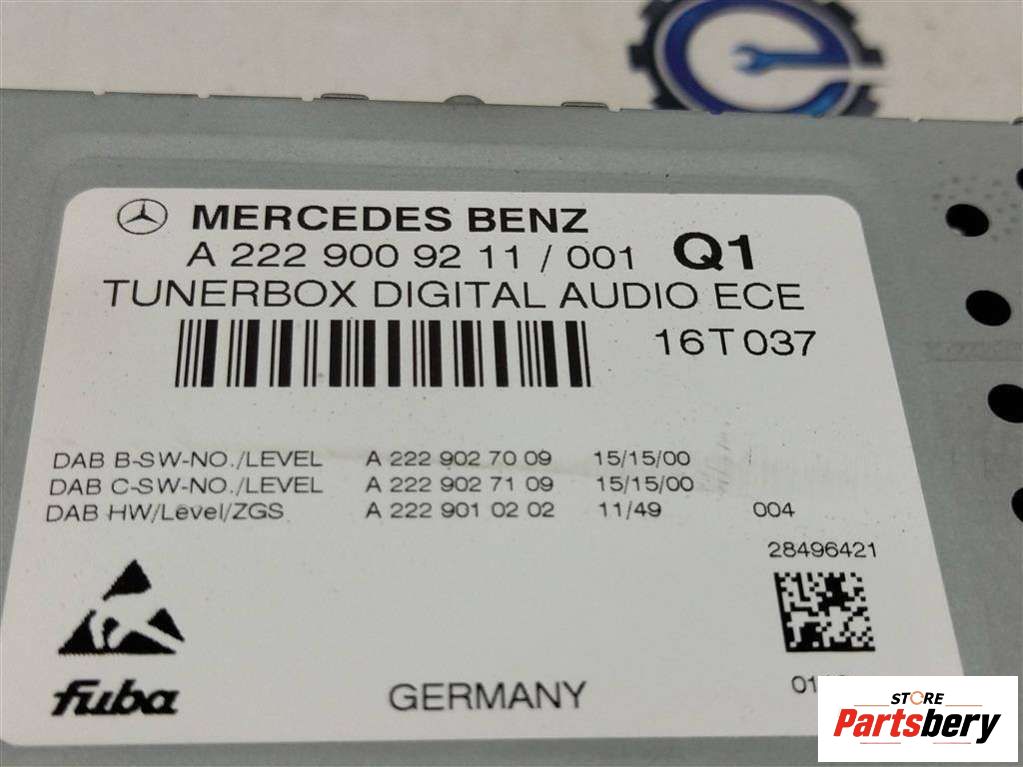 MERCEDES BENZ
A 222 900 92 11 / 001 Q1
TUNERBOX DIGITAL AUDIO ECE
16T037
DAB B-SW-NO./LEVEL A 222 902 70 09 15/15/00
DAB C-SW-NO./LEVEL A 222 902 71 09 15/15/00
DAB HW/Level/ZGS A 222 901 02 02 11/49 004
28496421
fuba
GERMANY
STORE
Partsbery